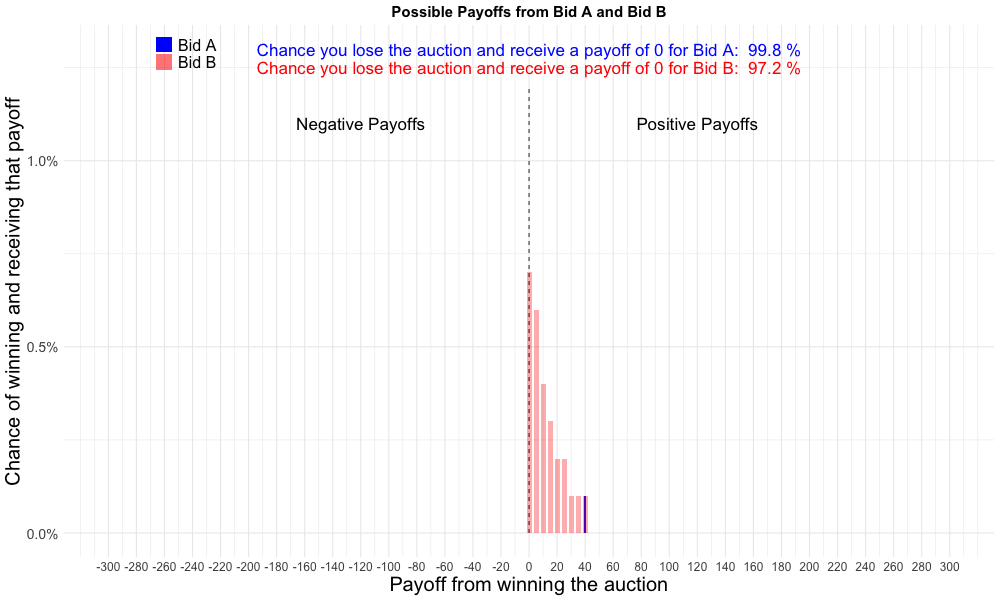 Possible Payoffs from Bid A and Bid B
Bid A
Bid B
Chance you lose the auction and receive a payoff of 0 for Bid A: 99.8 %
Chance you lose the auction and receive a payoff of 0 for Bid B: 97.2 %
Negative Payoffs
Positive Payoffs
Chance of winning and receiving that payoff
1.0%
0.5%
0.0%
-300 -280 -260 -240 -220 -200 -180 -160 -140 -120 -100 -80 -60 -40 -20 0 20 40 60 80 100 120 140 160 180 200 220 240 260 280 300
Payoff from winning the auction